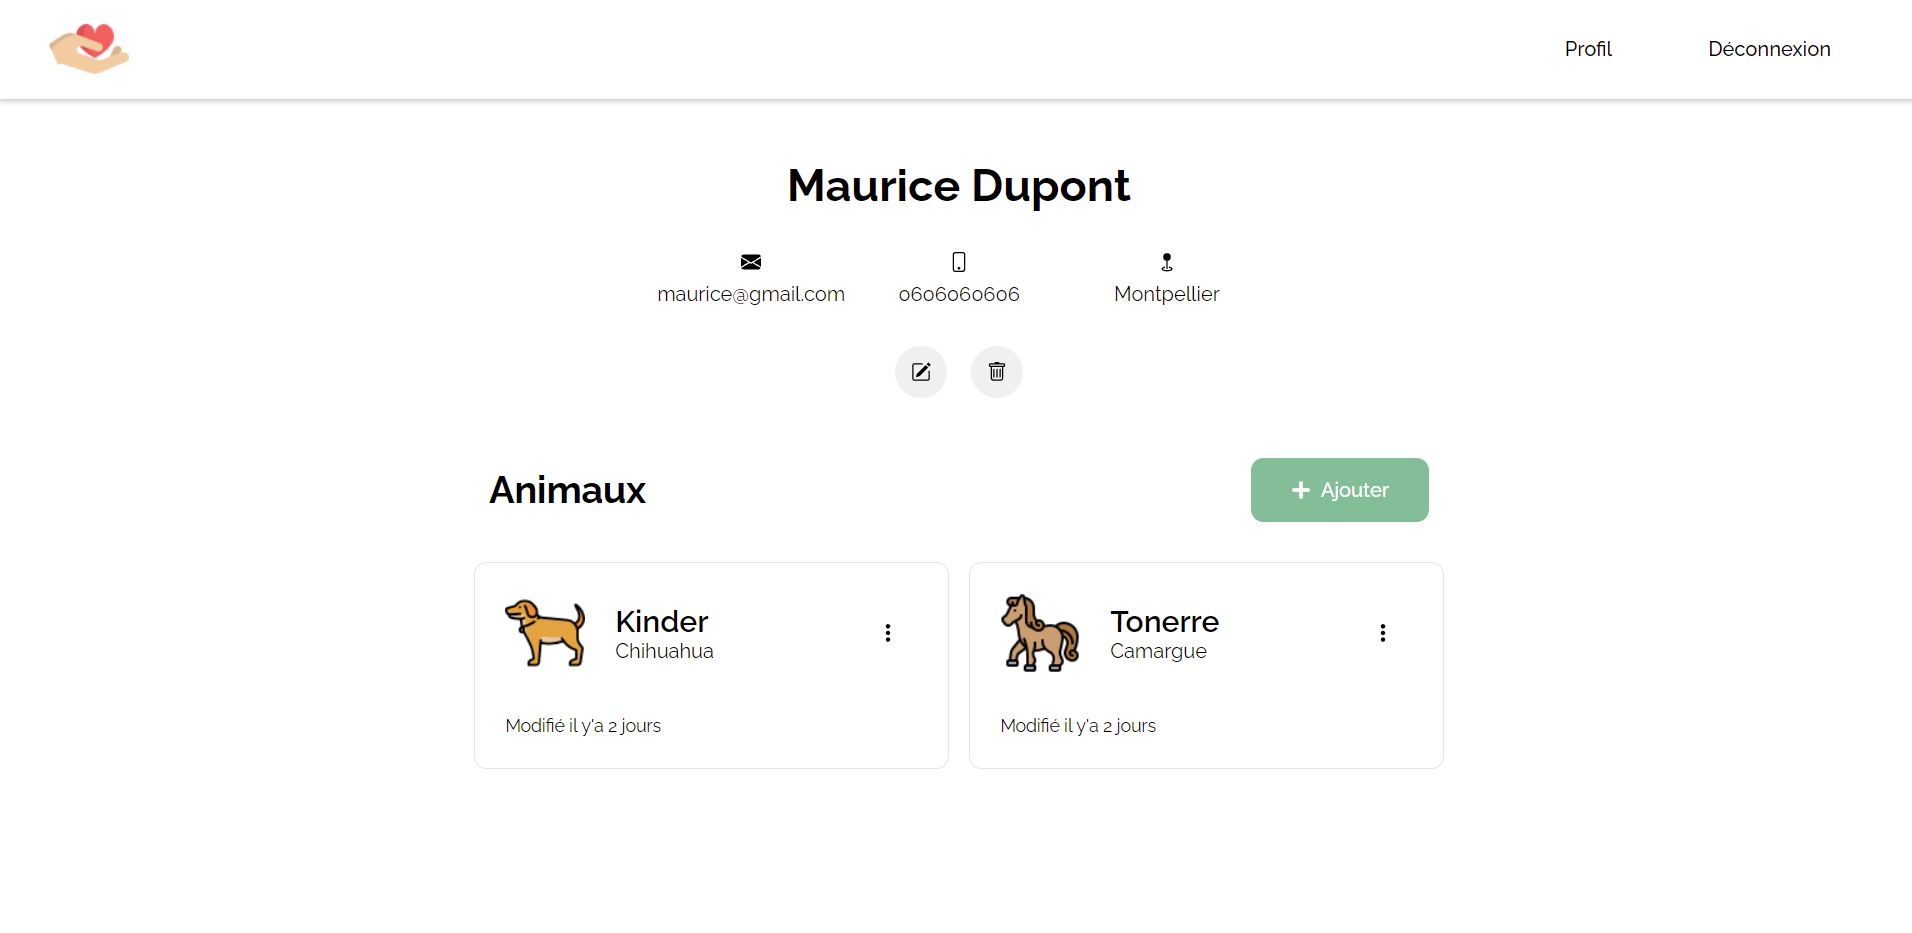 Profil
Déconnexion
Maurice Dupont
maurice@gmail.com
0606060606
Montpellier
Animaux
Ajouter
Kinder
Chihuahua
Modifié il y'a 2 jours
Tonerre
Camargue
Modifié il y'a 2 jours